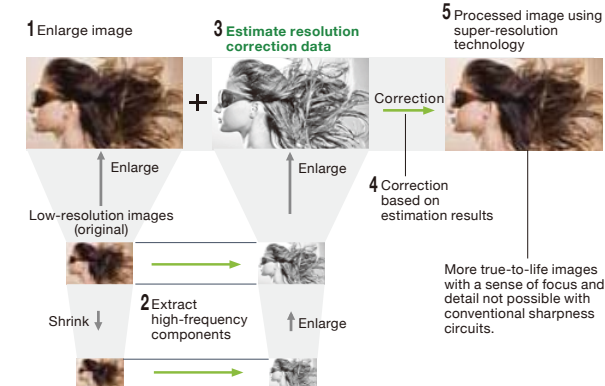 1 Enlarge image
3 Estimate resolution
correction data
5 Processed image using
super-resolution
technology
+
Correction
Enlarge
Enlarge
4 Correction
based on
estimation results
Low-resolution images
(original)
2 Extract
high-frequency
components
Shrink
Enlarge
More true-to-life images
with a sense of focus and
detail not possible with
conventional sharpness
circuits.